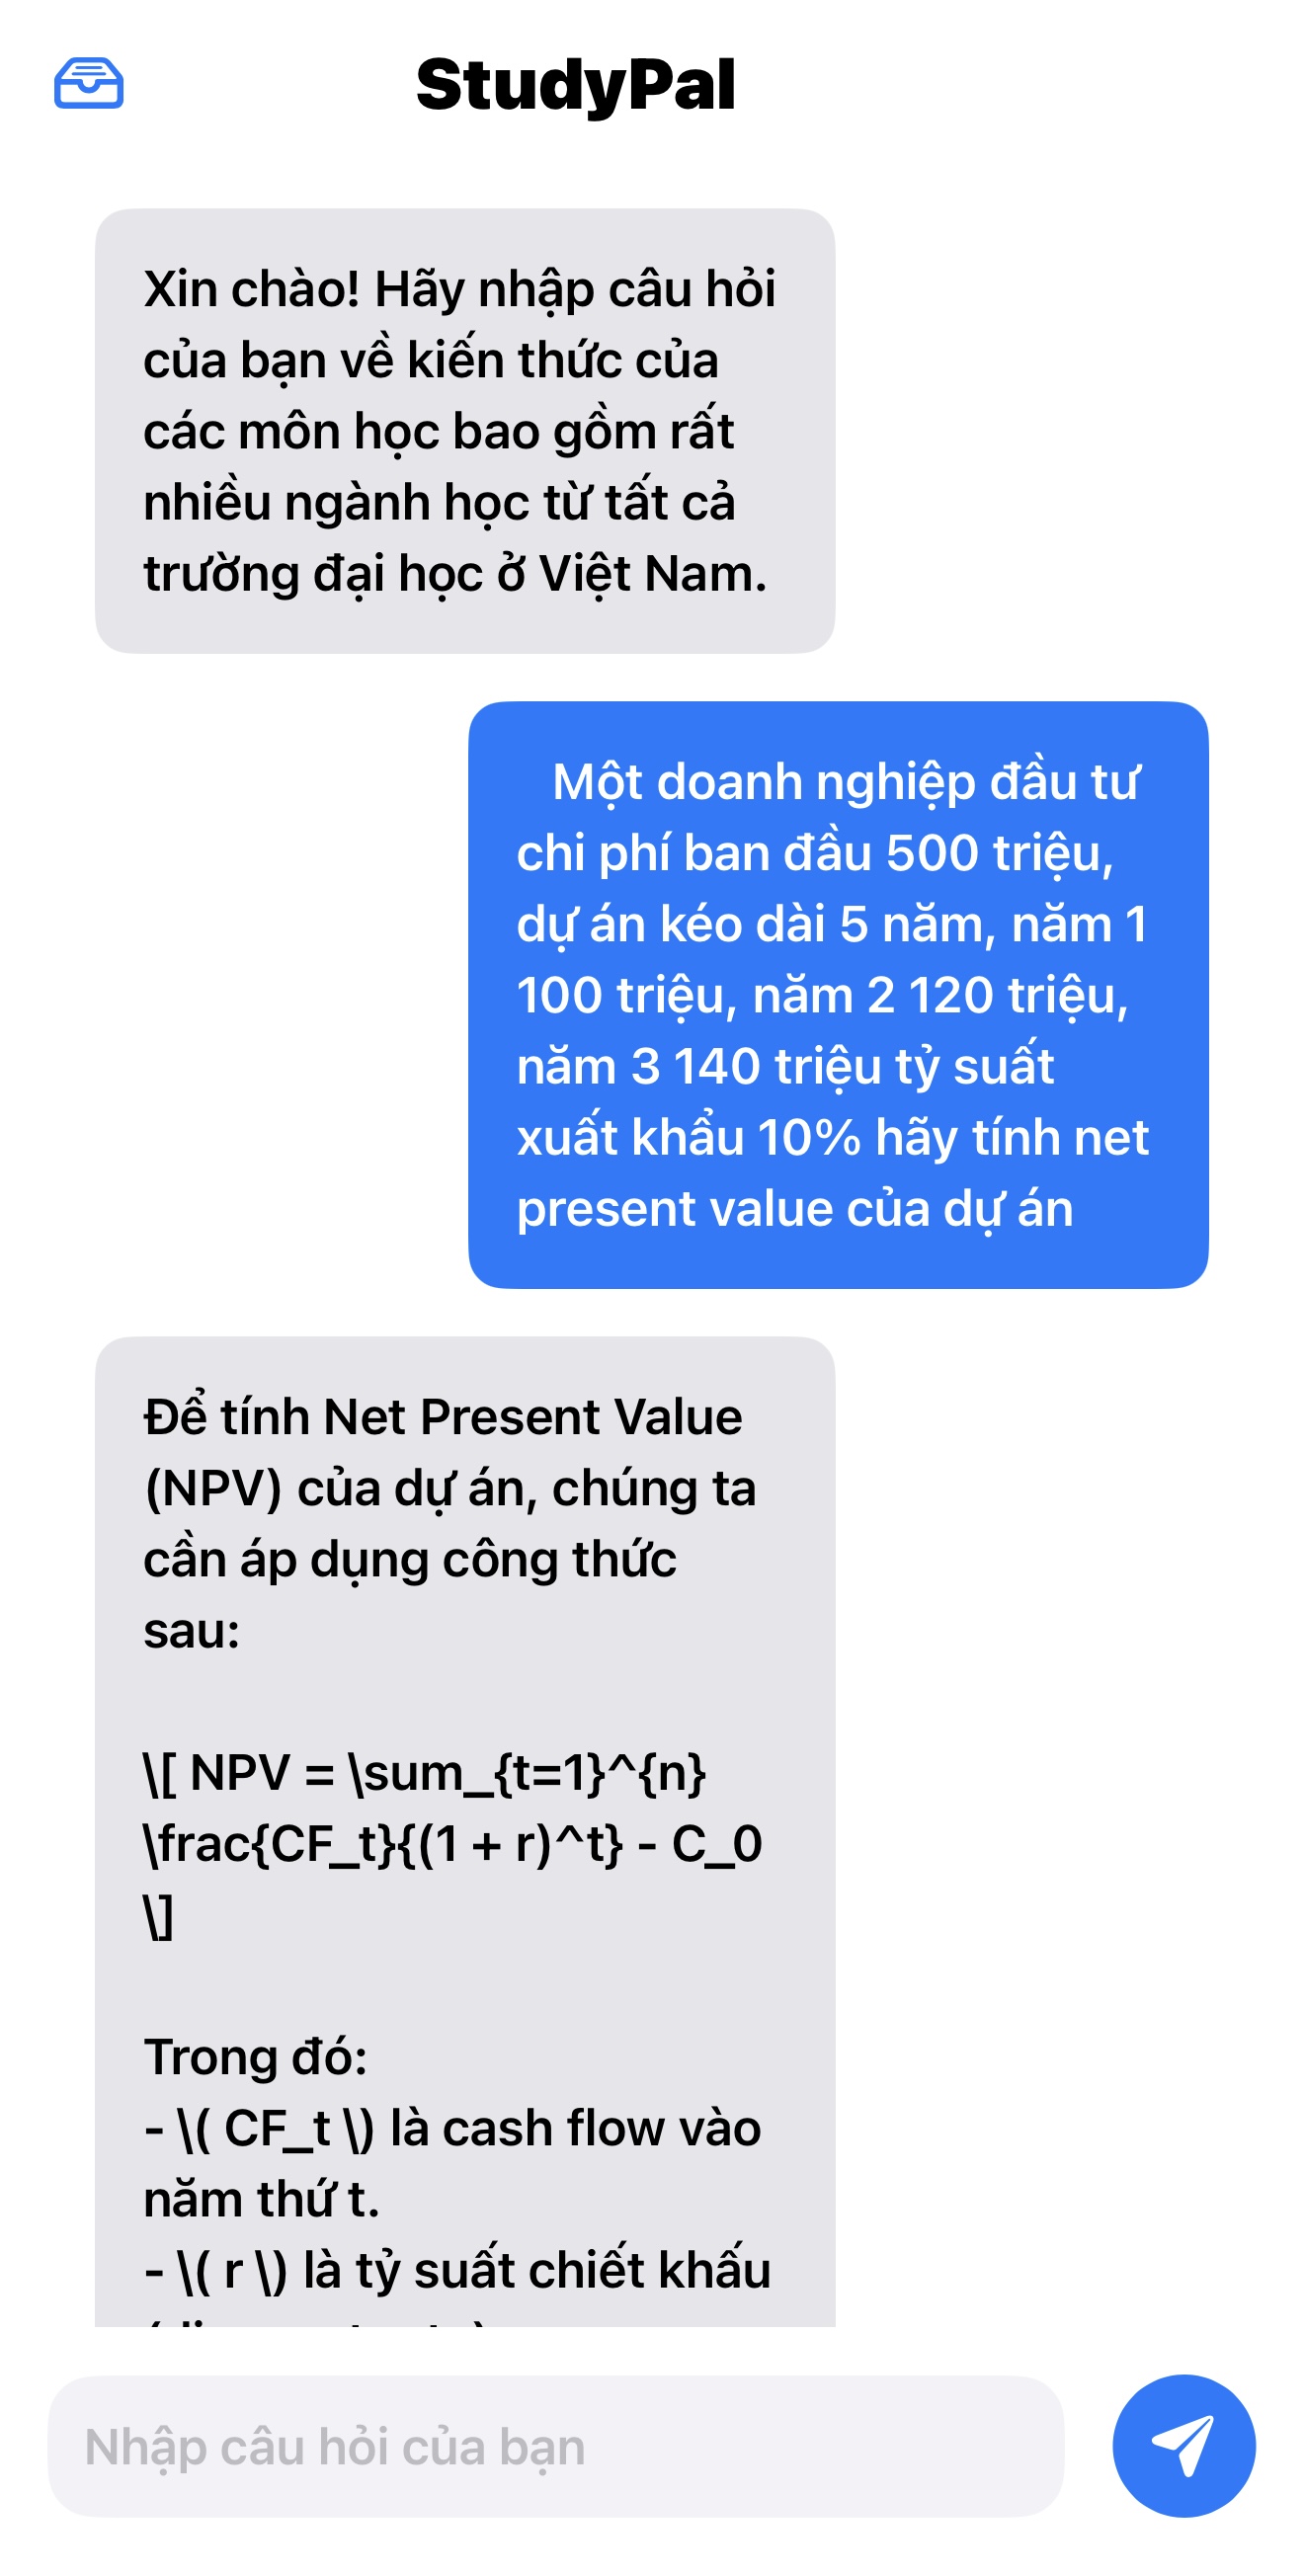 StudyPal
Xin chào! Hãy nhập câu hỏi
của bạn về kiến thức của
các môn học bao gồm rất
nhiều ngành học từ tất cả
trường đại học ở Việt Nam.
Một doanh nghiệp đầu tư
chi phí ban đầu 500 triệu,
dự án kéo dài 5 năm, năm 1
100 triệu, năm 2 120 triệu,
năm 3 140 triệu tỷ suất
xuất khẩu 10% hãy tính net
present value của dự án
Để tính Net Present Value
(NPV) của dự án, chúng ta
cần áp dụng công thức
sau:
\[ NPV = \sum_{t=1}^{n}
\frac{CF_t}{(1 + r)^t} - C_0
\]
Trong đó:
- \( CF_t \) là cash flow vào
năm thứ t.
- \( r \) là tỷ suất chiết khấu
Nhập câu hỏi của bạn